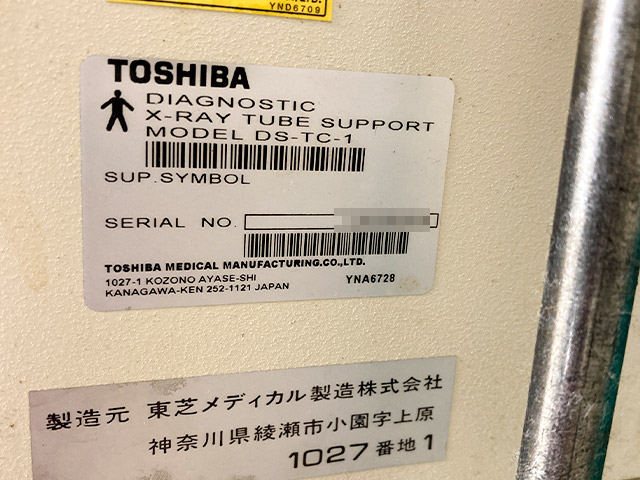 YND6709
TOSHIBA
DIAGNOSTIC
X-RAY TUBE SUPPORT
MODEL DS-TC-1
SUP.SYMBOL
SERIAL NO.
TOSHIBA MEDICAL MANUFACTURING.CO.,LTD.
1027-1 KOZONO AYASE-SHI
KANAGAWA-KEN 252-1121 JAPAN
YNA6728
製造元 東芝メディカル製造株式会社
神奈川県綾瀬市小園字上原
1027番地1